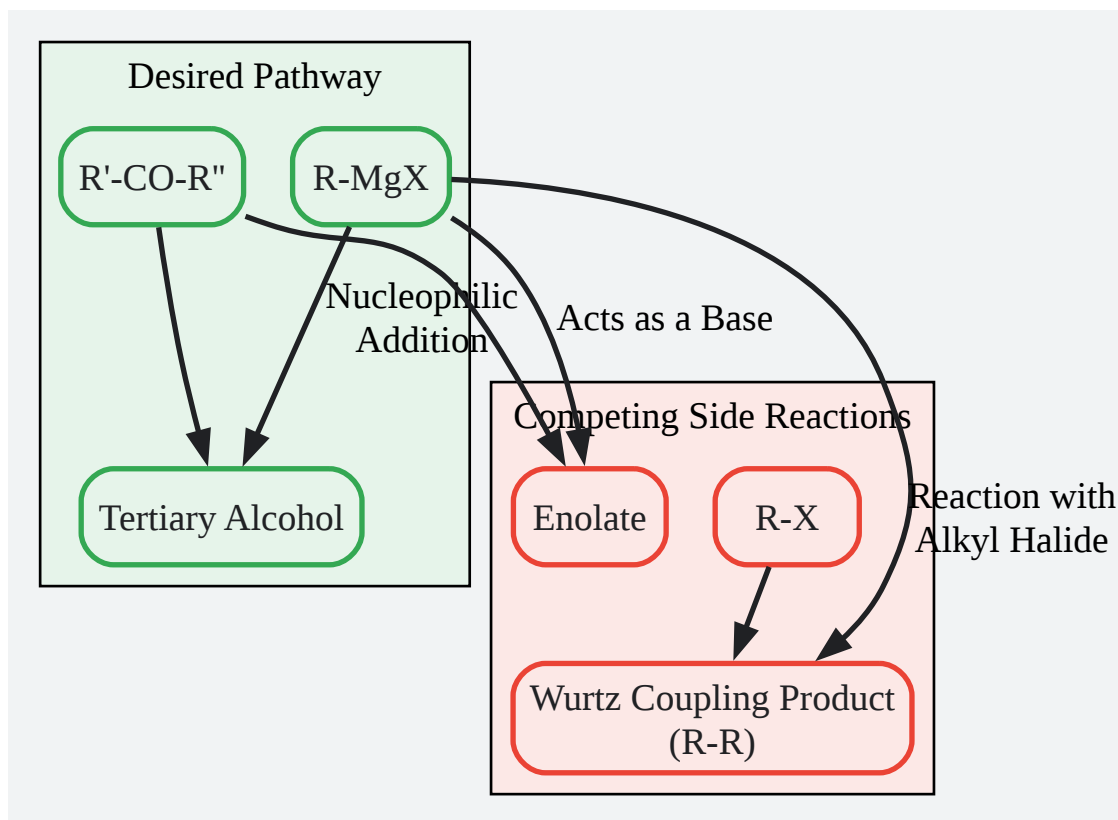 Desired Pathway
R'-CO-R"
R-MgX
Nucleophilic
Addition
Acts as a Base
Tertiary Alcohol
Competing Side Reactions
Enolate
R-X
Reaction with
Alkyl Halide
Wurtz Coupling Product
(R-R)